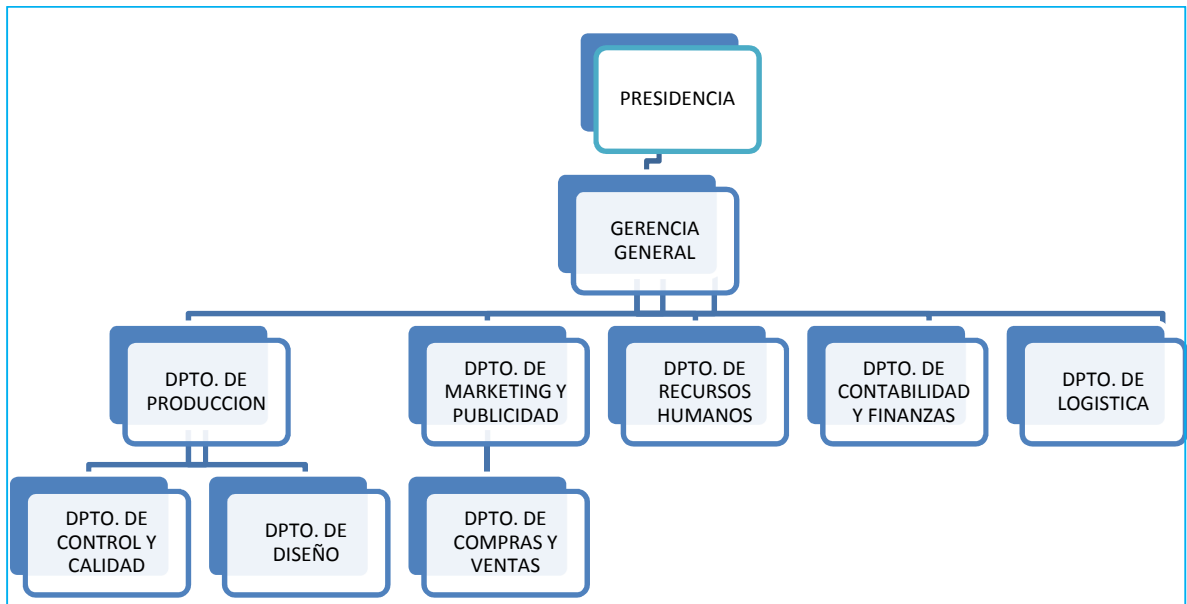 PRESIDENCIA
GERENCIA
GENERAL
DPTO. DE
PRODUCCION
DPTO. DE
MARKETING Y
PUBLICIDAD
DPTO. DE
RECURSOS
HUMANOS
DPTO. DE
CONTABILIDAD
Y FINANZAS
DPTO. DE
LOGISTICA
DPTO. DE
CONTROL Y
CALIDAD
DPTO. DE
DISEÑO
DPTO. DE
COMPRAS Y
VENTAS